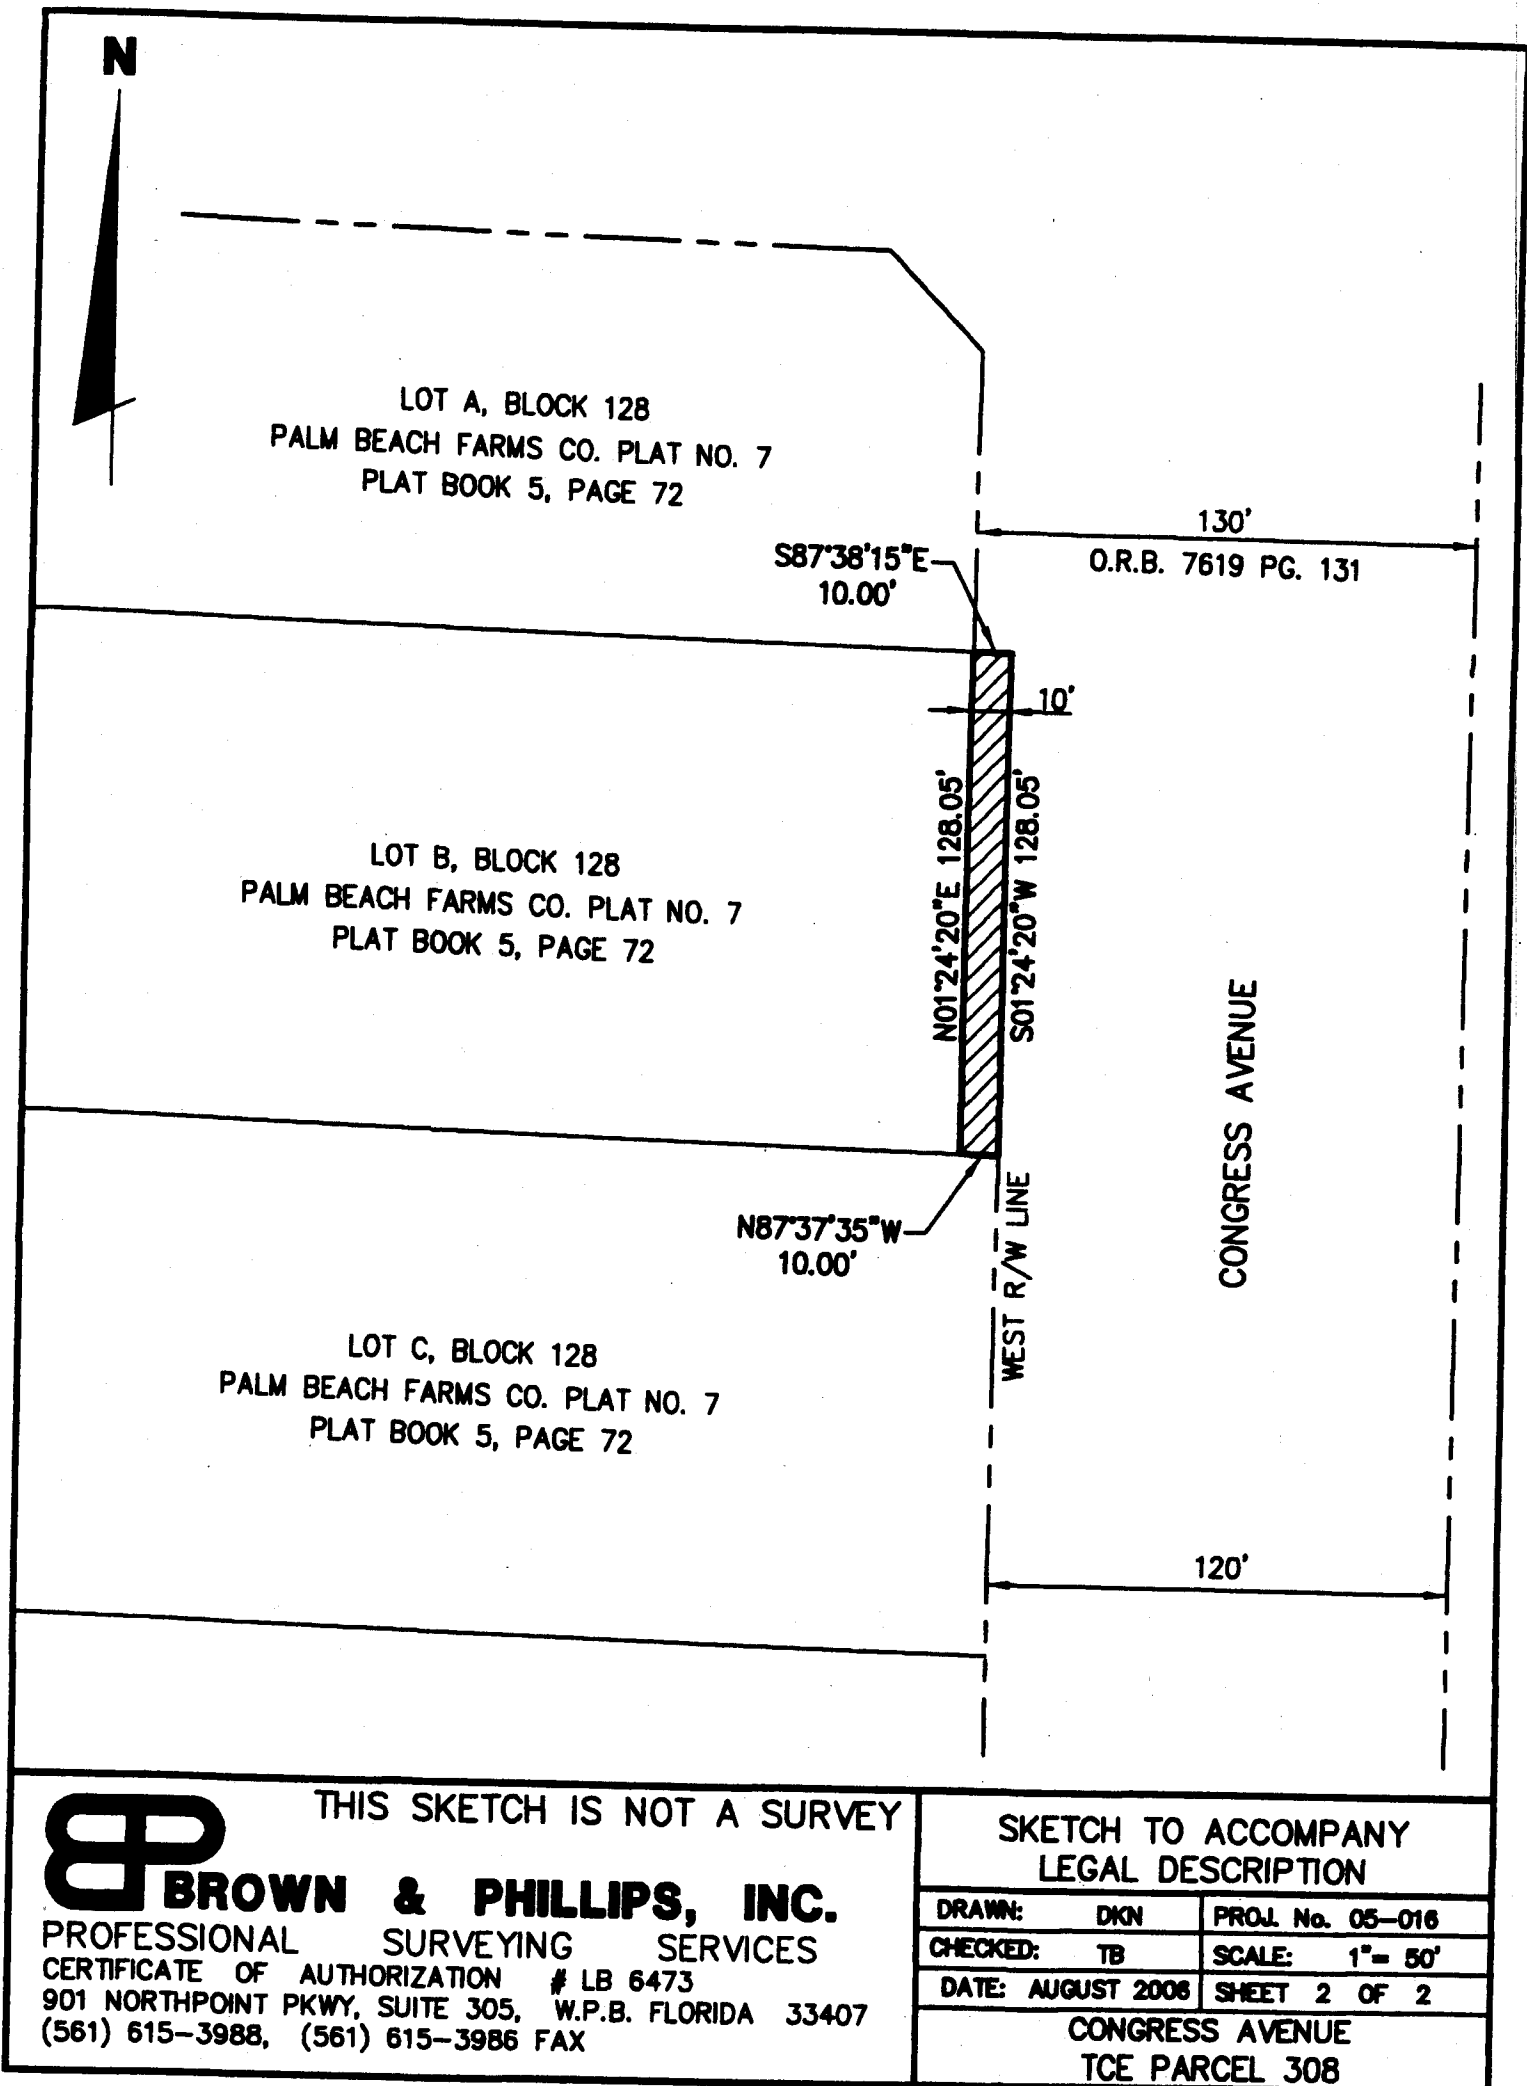 N
LOT A, BLOCK 128
PALM BEACH FARMS CO. PLAT NO. 7
PLAT BOOK 5, PAGE 72
130'
O.R.B. 7619 PG. 131
S87°38'15"E
10.00'
10'
N01°24'20"E 128.05'
S01°24'20"W 128.05'
LOT B, BLOCK 128
PALM BEACH FARMS CO. PLAT NO. 7
PLAT BOOK 5, PAGE 72
CONGRESS AVENUE
N87°37'35"W
10.00'
WEST R/W LINE
LOT C, BLOCK 128
PALM BEACH FARMS CO. PLAT NO. 7
PLAT BOOK 5, PAGE 72
120'
THIS SKETCH IS NOT A SURVEY
BP
BROWN & PHILLIPS, INC.
PROFESSIONAL SURVEYING SERVICES
CERTIFICATE OF AUTHORIZATION # LB 6473
901 NORTHPOINT PKWY, SUITE 305, W.P.B. FLORIDA 33407
(561) 615-3988, (561) 615-3986 FAX
SKETCH TO ACCOMPANY
LEGAL DESCRIPTION
DRAWN: DKN PROJ. No. 05-016
CHECKED: TB SCALE: 1"= 50'
DATE: AUGUST 2006 SHEET 2 OF 2
CONGRESS AVENUE
TCE PARCEL 308